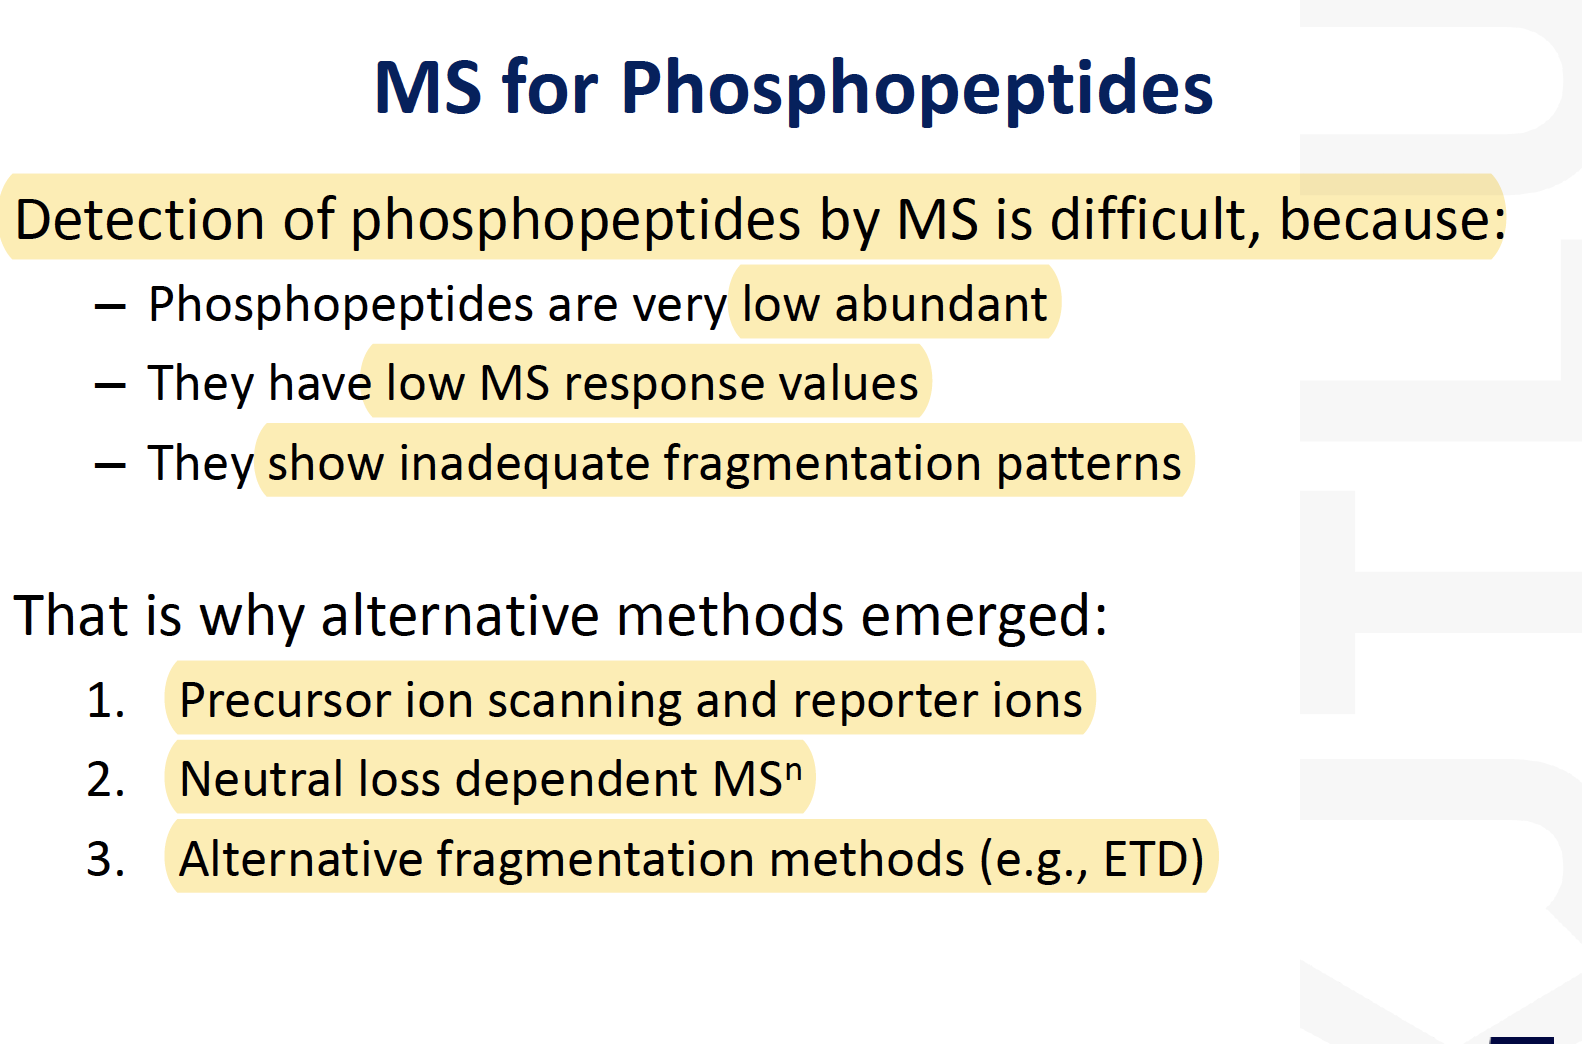 MS for Phosphopeptides
Detection of phosphopeptides by MS is difficult, because:
– Phosphopeptides are very low abundant
– They have low MS response values
– They show inadequate fragmentation patterns
That is why alternative methods emerged:
1. Precursor ion scanning and reporter ions
2. Neutral loss dependent MSⁿ
3. Alternative fragmentation methods (e.g., ETD)